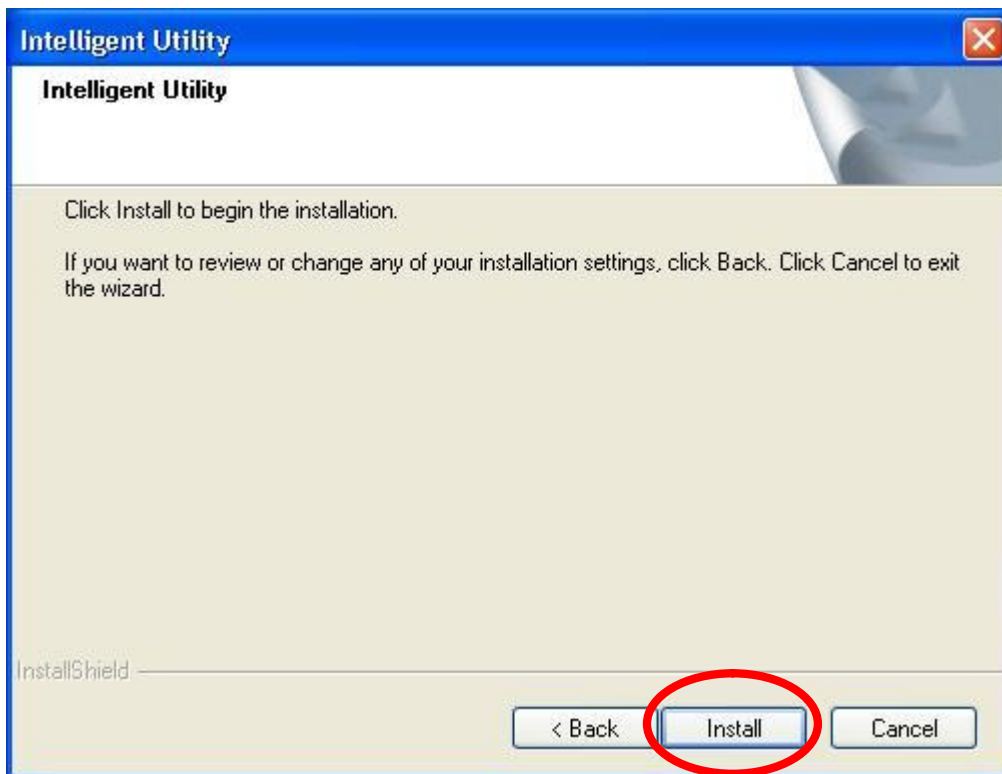 Intelligent Utility
Intelligent Utility
Click Install to begin the installation.
If you want to review or change any of your installation settings, click Back. Click Cancel to exit
the wizard.
InstallShield
< Back Install Cancel